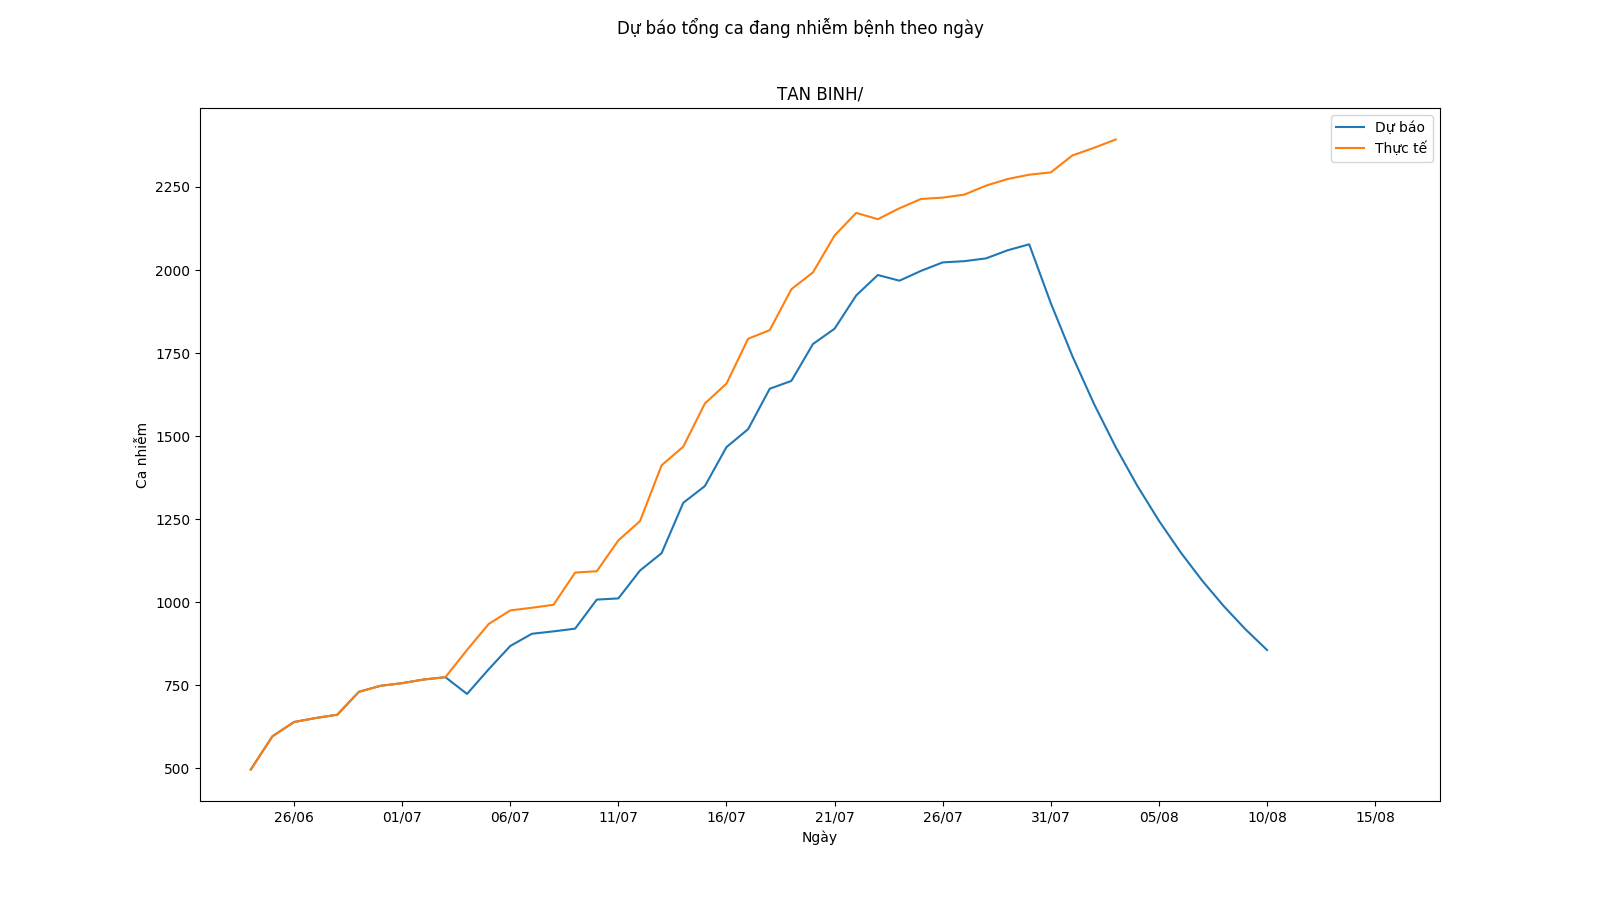 Dự báo tổng ca đang nhiễm bệnh theo ngày
TAN BINH/
Dự báo
Thực tế
Ca nhiễm
2250
2000
1750
1500
1250
1000
750
500
26/06 01/07 06/07 11/07 16/07 21/07 26/07 31/07 05/08 10/08 15/08
Ngày